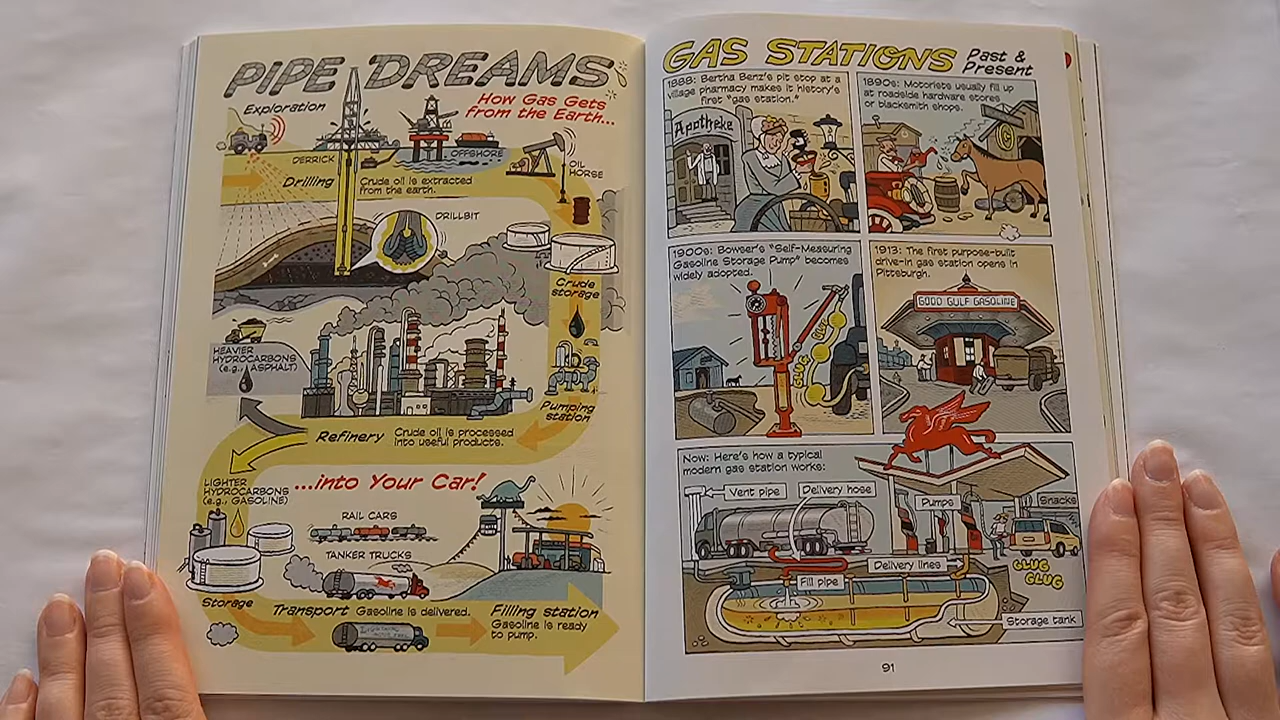 PIPE DREAMS
How Gas Gets
from the Earth...
Exploration
DERRICK
OFFSHORE
Drilling
Crude oil is extracted
from the earth.
OIL
HORSE
DRILLBIT
Crude
storage
HEAVIER
HYDROCARBONS
(e.g., ASPHALT)
Pumping
station
Refinery
Crude oil is processed
into useful products.
...into Your Car!
LIGHTER
HYDROCARBONS
(e.g., GASOLINE)
RAIL CARS
TANKER TRUCKS
Storage
Transport
Gasoline is delivered.
Filling station
Gasoline is ready
to pump.
GAS STATIONS
Past &
Present
1888: Bertha Benz's pit stop at a
village pharmacy makes it history's
first "gas station."
Apotheke
1890s: Motorists usually fill up
at roadside hardware stores
or blacksmith shops.
1900s: Bowser's "Self-Measuring
Gasoline Storage Pump" becomes
widely adopted.
GLUG
GLUG
1913: The first purpose-built
drive-in gas station opens in
Pittsburgh.
GOOD GULF GASOLINE
Now: Here's how a typical
modern gas station works:
Vent pipe
Delivery hose
Pumps
Snacks
Delivery lines
GLUG
GLUG
Fill pipe
Storage tank
91